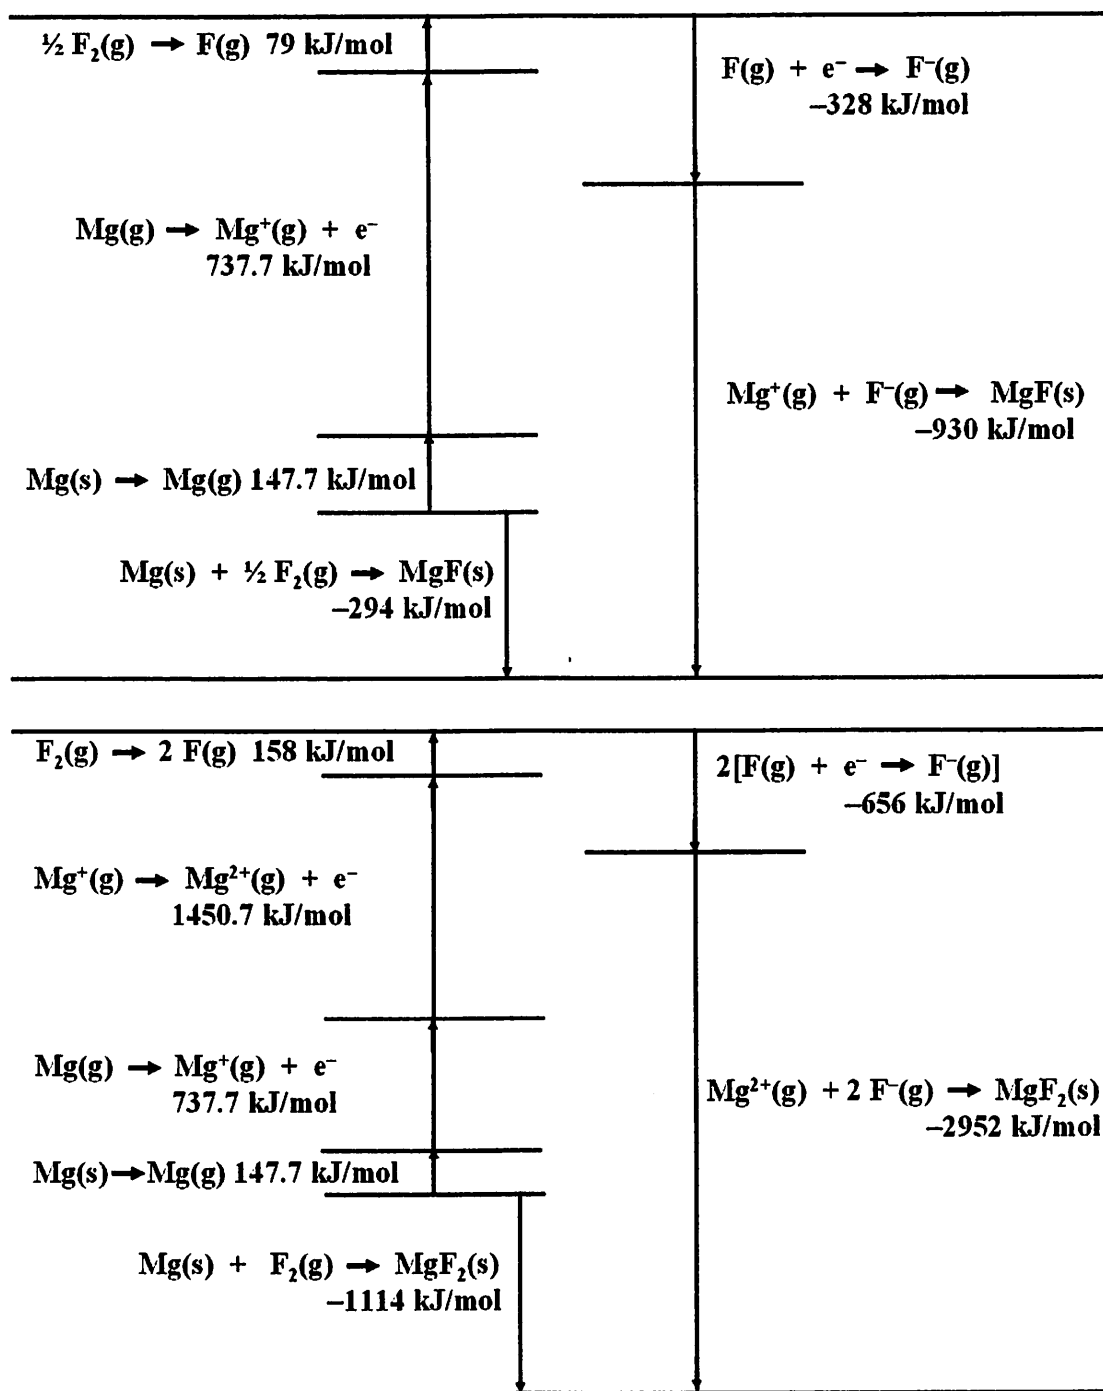 ½ F₂(g) → F(g) 79 kJ/mol
F(g) + e⁻ → F⁻(g)
–328 kJ/mol
Mg(g) → Mg⁺(g) + e⁻
737.7 kJ/mol
Mg⁺(g) + F⁻(g) → MgF(s)
–930 kJ/mol
Mg(s) → Mg(g) 147.7 kJ/mol
Mg(s) + ½ F₂(g) → MgF(s)
–294 kJ/mol
F₂(g) → 2 F(g) 158 kJ/mol
2[F(g) + e⁻ → F⁻(g)]
–656 kJ/mol
Mg⁺(g) → Mg²⁺(g) + e⁻
1450.7 kJ/mol
Mg(g) → Mg⁺(g) + e⁻
737.7 kJ/mol
Mg²⁺(g) + 2 F⁻(g) → MgF₂(s)
–2952 kJ/mol
Mg(s) → Mg(g) 147.7 kJ/mol
Mg(s) + F₂(g) → MgF₂(s)
–1114 kJ/mol